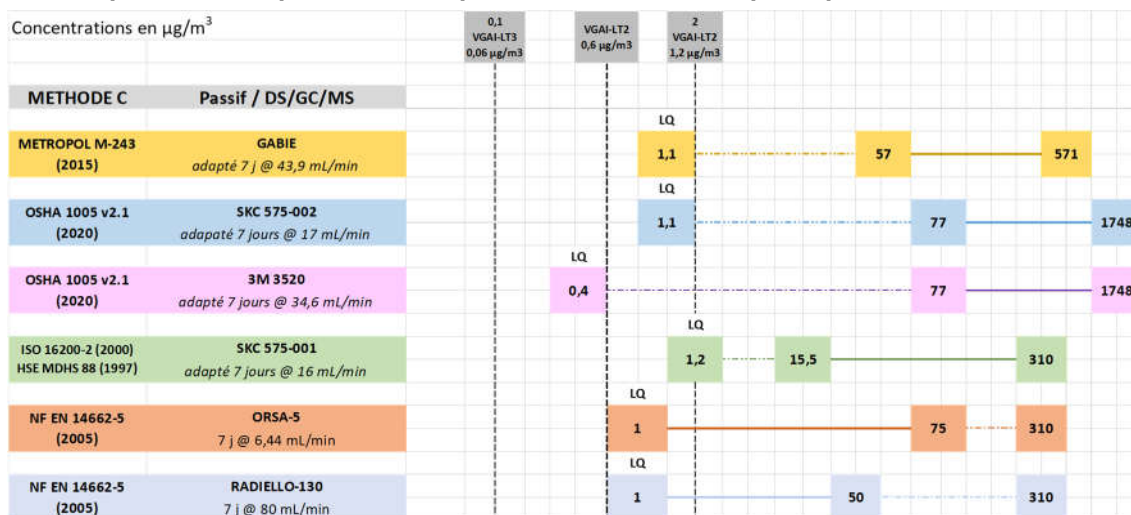 Concentrations en µg/m³
0,1
VGAI-LT3
0,06 µg/m3
VGAI-LT2
0,6 µg/m3
2
VGAI-LT2
1,2 µg/m3
METHODE C Passif / DS/GC/MS
LQ
METROPOL M-243 GABIE
(2015) adapté 7 j @ 43,9 mL/min
1,1 57 571
LQ
OSHA 1005 v2.1 SKC 575-002
(2020) adapaté 7 jours @ 17 mL/min
1,1 77 1748
LQ
OSHA 1005 v2.1 3M 3520
(2020) adapté 7 jours @ 34,6 mL/min
0,4 77 1748
LQ
ISO 16200-2 (2000) SKC 575-001
HSE MDHS 88 (1997) adapté 7 jours @ 16 mL/min
1,2 15,5 310
LQ
NF EN 14662-5 ORSA-5
(2005) 7 j @ 6,44 mL/min
1 75 310
LQ
NF EN 14662-5 RADIELLO-130
(2005) 7 j @ 80 mL/min
1 50 310